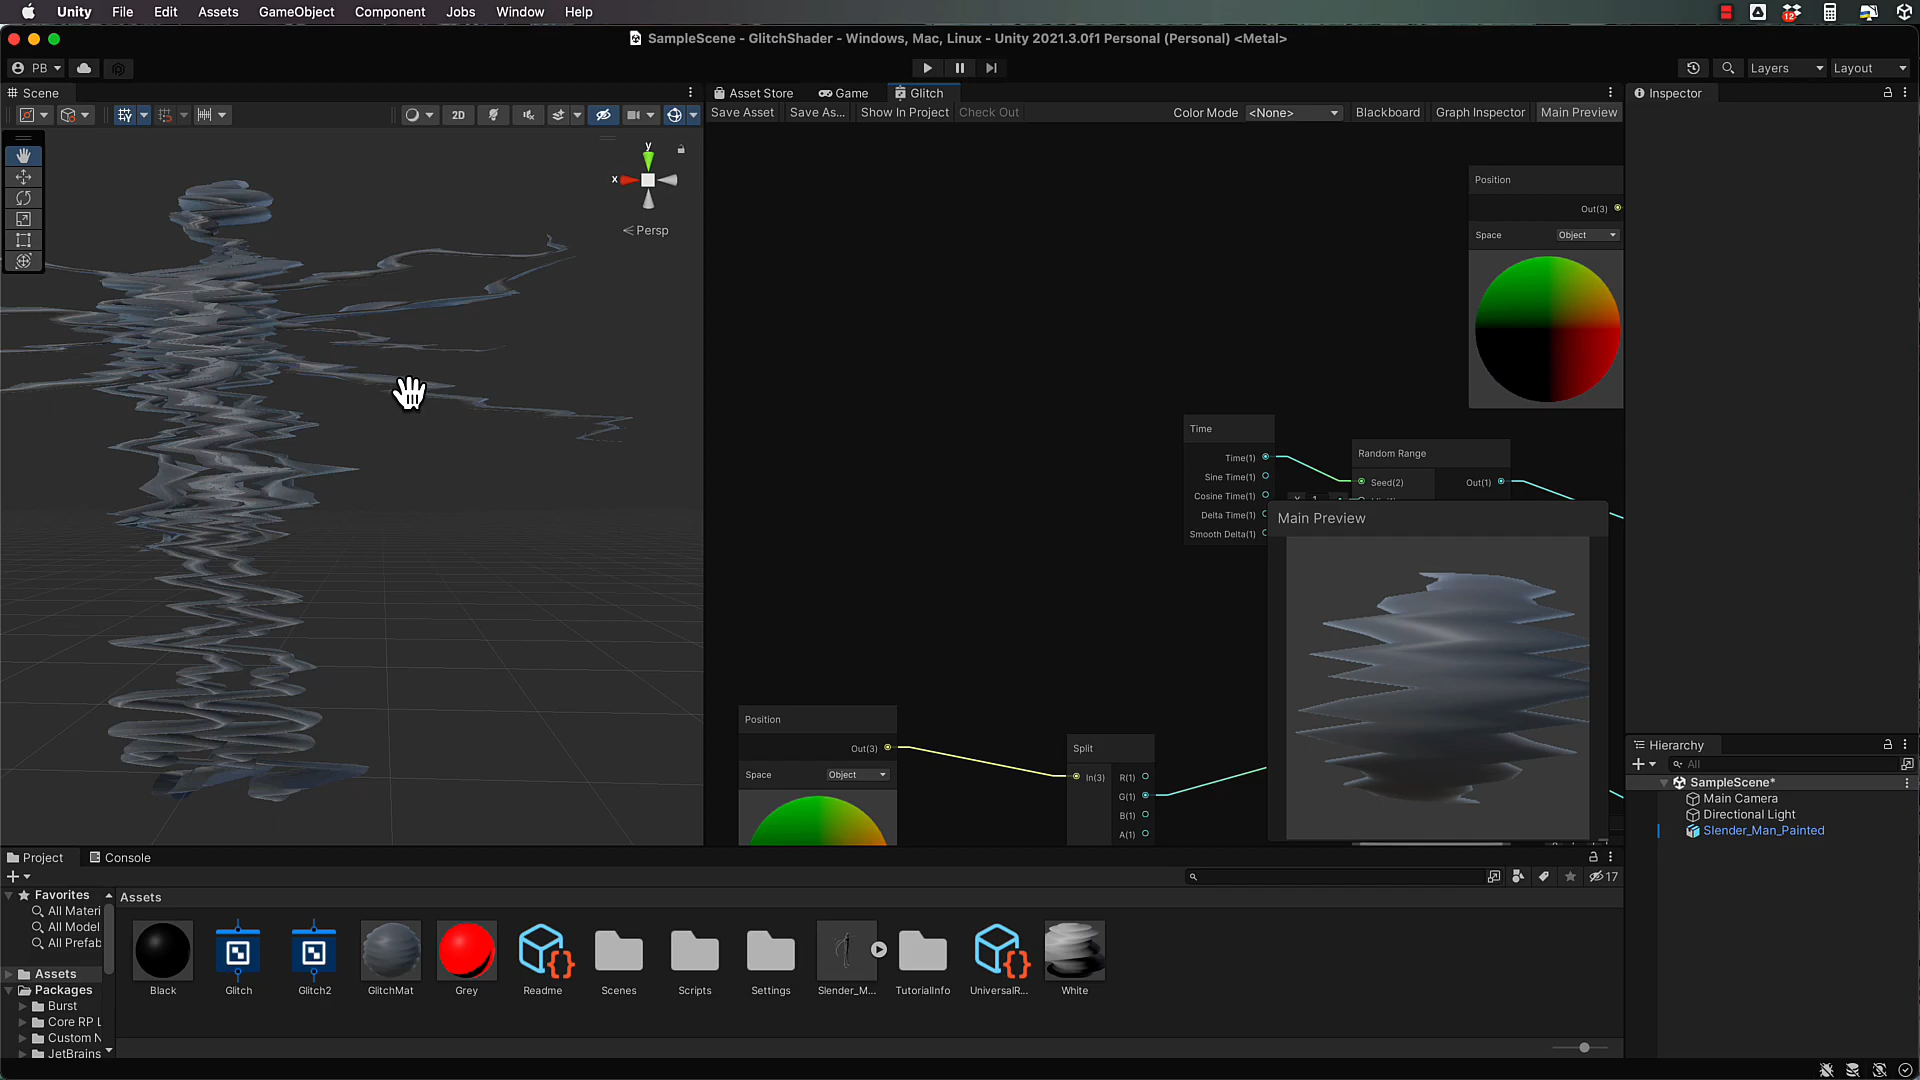 Unity File Edit Assets GameObject Component Jobs Window Help
12
SampleScene - GlitchShader - Windows, Mac, Linux - Unity 2021.3.0f1 Personal (Personal) <Metal>
PB
Layers
Layout
Scene
Asset Store
Game
Glitch
Inspector
2D
Save Asset
Save As...
Show In Project
Check Out
Color Mode <None>
Blackboard
Graph Inspector
Main Preview
y
x
Persp
Position
Out(3)
Space
Object
Time
Time(1)
Sine Time(1)
Cosine Time(1)
Delta Time(1)
Smooth Delta(1)
Random Range
Seed(2)
Out(1)
X 1
Main Preview
Position
Out(3)
Space
Object
Split
In(3)
R(1)
G(1)
B(1)
A(1)
Hierarchy
All
SampleScene*
Main Camera
Directional Light
Slender_Man_Painted
Project
Console
17
Favorites
All Materi
All Model
All Prefab
Assets
Packages
Burst
Core RP L
Custom N
JetBrains
Assets
Black
Glitch
Glitch2
GlitchMat
Grey
Readme
Scenes
Scripts
Settings
Slender_M...
TutorialInfo
UniversalR...
White